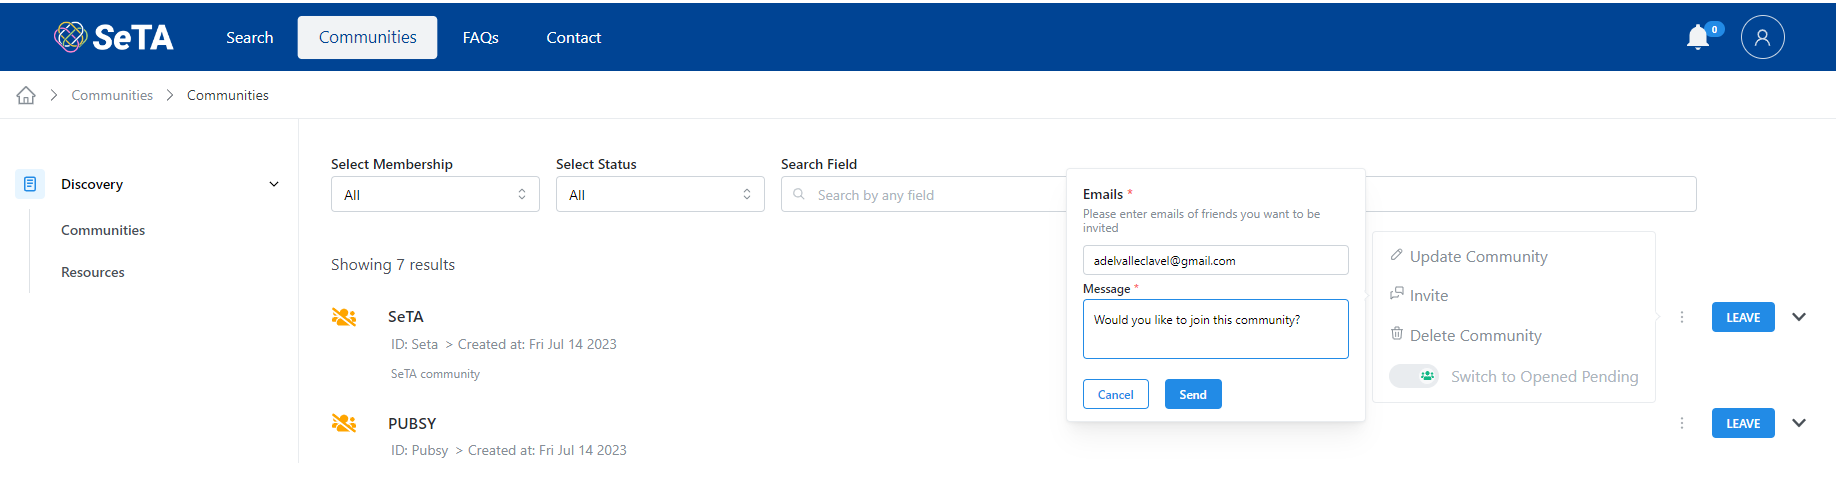 SeTA
Search
Communities
FAQs
Contact
0
Communities
Communities
Discovery
Communities
Resources
Select Membership
All
Select Status
All
Search Field
Search by any field
Showing 7 results
SeTA
ID: Seta > Created at: Fri Jul 14 2023
SeTA community
PUBSY
ID: Pubsy > Created at: Fri Jul 14 2023
Emails *
Please enter emails of friends you want to be
invited
adelvalleclavel@gmail.com
Message *
Would you like to join this community?
Cancel
Send
Update Community
Invite
Delete Community
Switch to Opened Pending
LEAVE
LEAVE